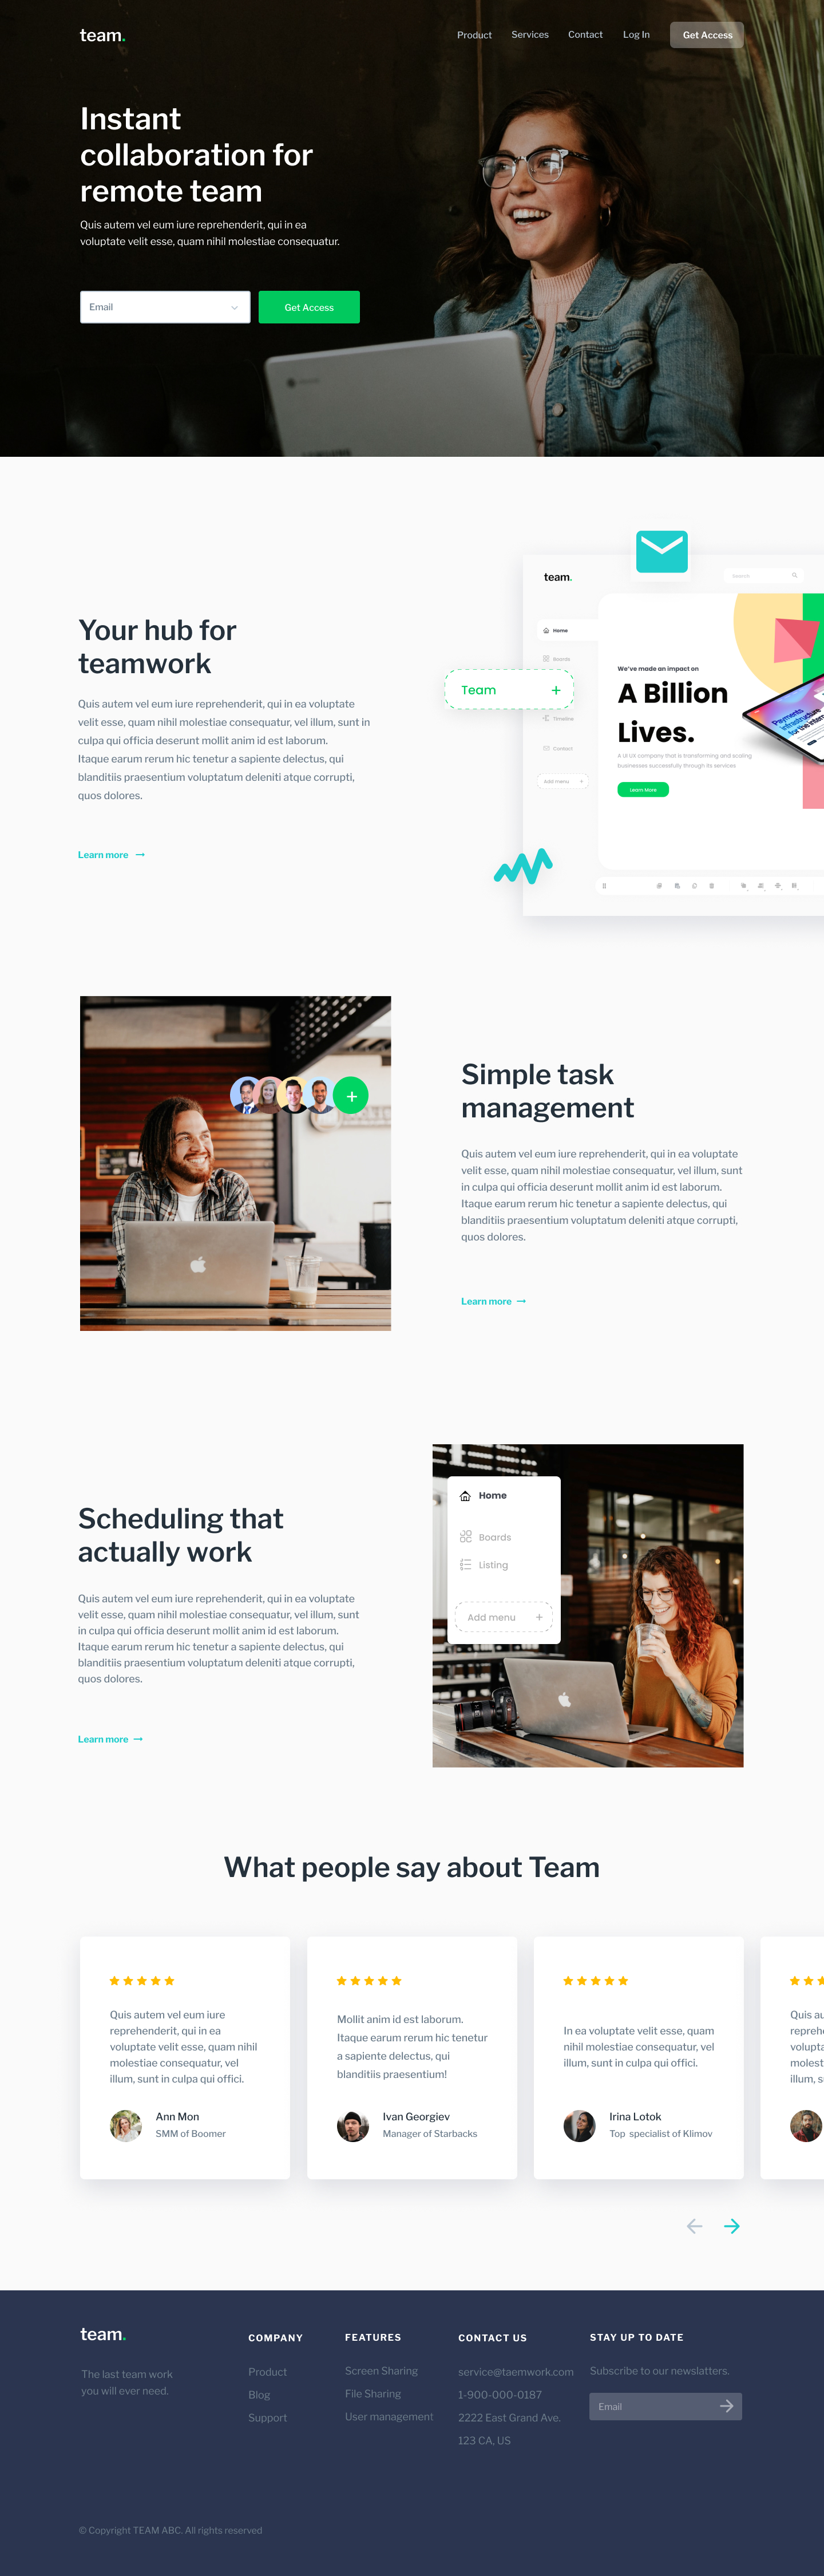 team.
Product Services Contact Log In Get Access
Instant
collaboration for
remote team
Quis autem vel eum iure reprehenderit, qui in ea
voluptate velit esse, quam nihil molestiae consequatur.
Email
Get Access
Your hub for
teamwork
Quis autem vel eum iure reprehenderit, qui in ea voluptate
velit esse, quam nihil molestiae consequatur, vel illum, sunt in
culpa qui officia deserunt mollit anim id est laborum.
Itaque earum rerum hic tenetur a sapiente delectus, qui
blanditiis praesentium voluptatum deleniti atque corrupti,
quos dolores.
Learn more
team.
Search
Home
Boards
Team +
Timeline
Contact
Add menu +
We've made an impact on
A Billion
Lives.
A UI UX company that is transforming and scaling
businesses successfully through its services
Learn More
Payments
infrastructure
for the inter
Simple task
management
Quis autem vel eum iure reprehenderit, qui in ea voluptate
velit esse, quam nihil molestiae consequatur, vel illum, sunt
in culpa qui officia deserunt mollit anim id est laborum.
Itaque earum rerum hic tenetur a sapiente delectus, qui
blanditiis praesentium voluptatum deleniti atque corrupti,
quos dolores.
Learn more
Scheduling that
actually work
Quis autem vel eum iure reprehenderit, qui in ea voluptate
velit esse, quam nihil molestiae consequatur, vel illum, sunt
in culpa qui officia deserunt mollit anim id est laborum.
Itaque earum rerum hic tenetur a sapiente delectus, qui
blanditiis praesentium voluptatum deleniti atque corrupti,
quos dolores.
Learn more
Home
Boards
Listing
Add menu +
What people say about Team
Quis autem vel eum iure
reprehenderit, qui in ea
voluptate velit esse, quam nihil
molestiae consequatur, vel
illum, sunt in culpa qui offici.
Ann Mon
SMM of Boomer
Mollit anim id est laborum.
Itaque earum rerum hic tenetur
a sapiente delectus, qui
blanditiis praesentium!
Ivan Georgiev
Manager of Starbacks
In ea voluptate velit esse, quam
nihil molestiae consequatur, vel
illum, sunt in culpa qui offici.
Irina Lotok
Top specialist of Klimov
Quis au
reprehe
volupta
molest
illum, s
team.
The last team work
you will ever need.
COMPANY
Product
Blog
Support
FEATURES
Screen Sharing
File Sharing
User management
CONTACT US
service@taemwork.com
1-900-000-0187
2222 East Grand Ave.
123 CA, US
STAY UP TO DATE
Subscribe to our newslatters.
Email
© Copyright TEAM ABC. All rights reserved